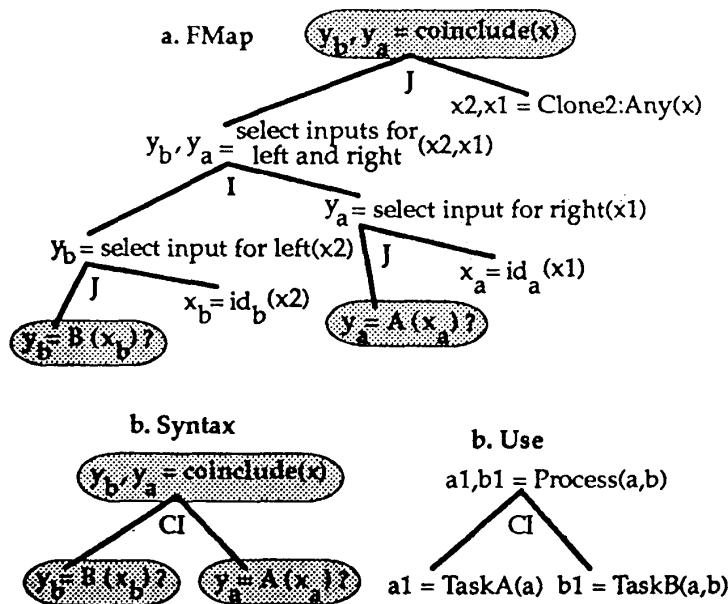 a. FMap
y_b, y_a = coinclude(x)
J
x2,x1 = Clone2:Any(x)
y_b, y_a = select inputs for left and right (x2,x1)
I
y_a = select input for right(x1)
y_b = select input for left(x2)
J
x_a = id_a(x1)
J
x_b = id_b(x2)
y_b = B(x_b)?
y_a = A(x_a)?
b. Syntax
y_b, y_a = coinclude(x)
CI
y_b = B(x_b)?
y_a = A(x_a)?
b. Use
a1,b1 = Process(a,b)
CI
a1 = TaskA(a)
b1 = TaskB(a,b)